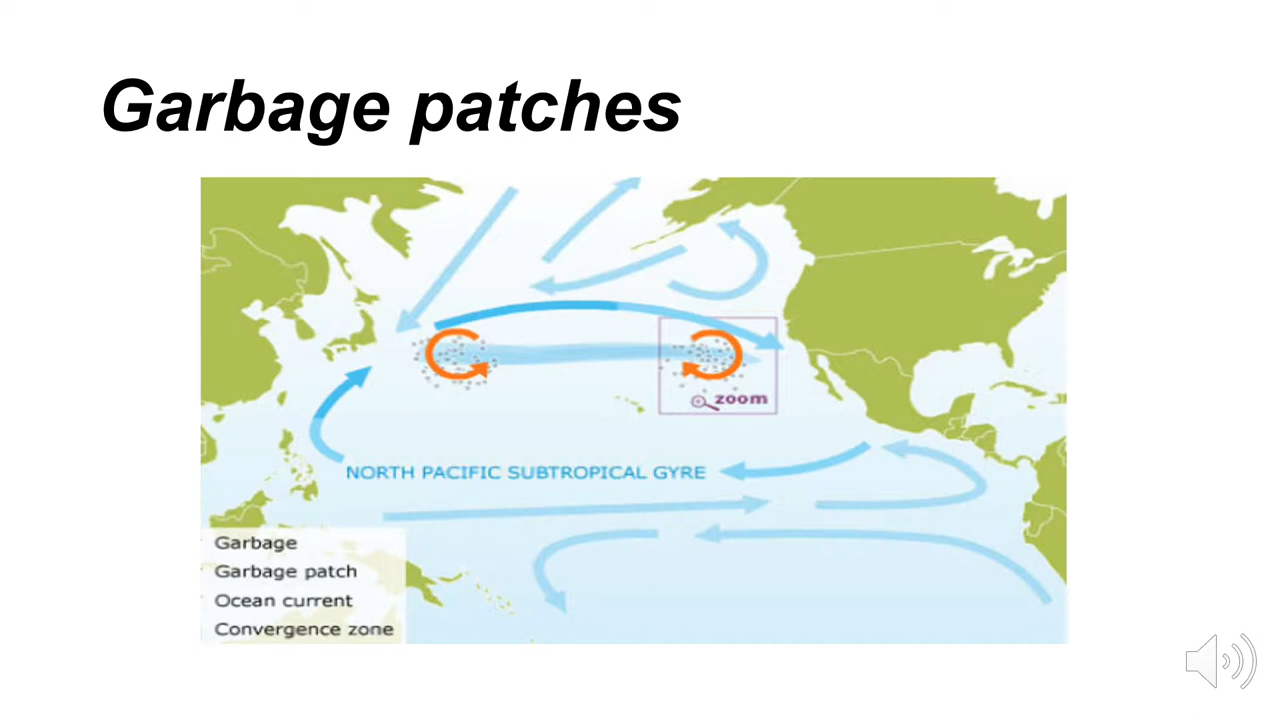 Garbage patches
zoom
NORTH PACIFIC SUBTROPICAL GYRE
Garbage
Garbage patch
Ocean current
Convergence zone